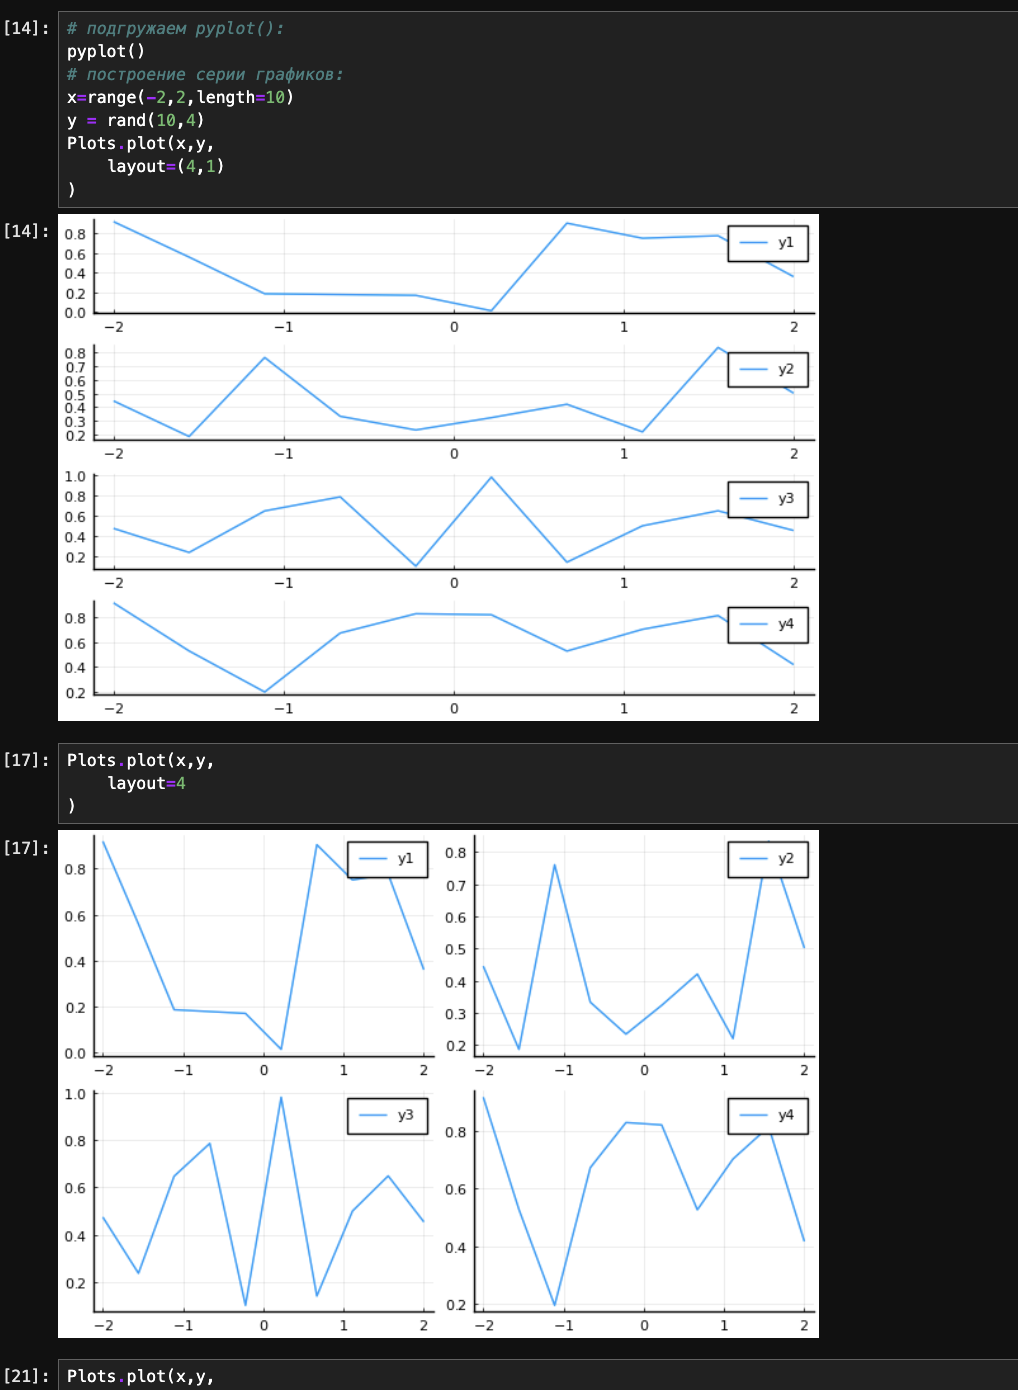 [14]: # подгружаем pyplot():
pyplot()
# построение серии графиков:
x=range(-2,2,length=10)
y = rand(10,4)
Plots.plot(x,y,
layout=(4,1)
)
[14]:
0.8
0.6
0.4
0.2
0.0
y1
−2 −1 0 1 2
0.8
0.7
0.6
0.5
0.4
0.3
0.2
y2
−2 −1 0 1 2
1.0
0.8
0.6
0.4
0.2
y3
−2 −1 0 1 2
0.8
0.6
0.4
0.2
y4
−2 −1 0 1 2
[17]: Plots.plot(x,y,
layout=4
)
[17]:
0.8
0.6
0.4
0.2
0.0
y1
−2 −1 0 1 2
0.8
0.7
0.6
0.5
0.4
0.3
0.2
y2
−2 −1 0 1 2
1.0
0.8
0.6
0.4
0.2
y3
−2 −1 0 1 2
0.8
0.6
0.4
0.2
y4
−2 −1 0 1 2
[21]: Plots.plot(x,y,